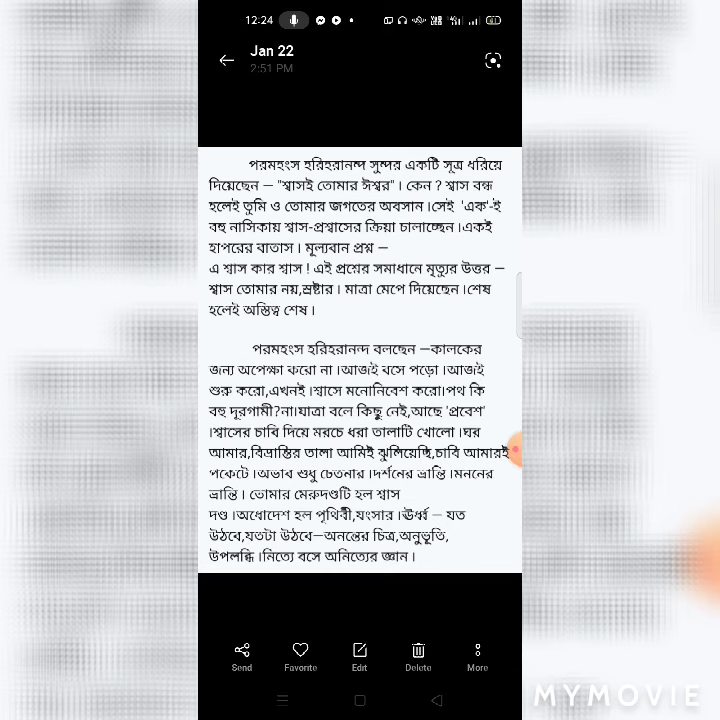 12:24
Jan 22
2:51 PM
পরমহংস হরিহরানন্দ সুন্দর একটি সূত্র ধরিয়ে
দিয়েছেন — "শ্বাসই তোমার ঈশ্বর" । কেন ? শ্বাস বন্ধ
হলেই তুমি ও তোমার জগতের অবসান ।সেই 'এক'-ই
বহু নাসিকায় শ্বাস-প্রশ্বাসের ক্রিয়া চালাচ্ছেন ।একই
হাপরের বাতাস । মূল্যবান প্রশ্ন —
এ শ্বাস কার শ্বাস ! এই প্রশ্নের সমাধানে মৃত্যুর উত্তর —
শ্বাস তোমার নয়,স্রষ্টার । মাত্রা মেপে দিয়েছেন ।শেষ
হলেই অস্তিত্ব শেষ ।
পরমহংস হরিহরানন্দ বলছেন —কালকের
জন্য অপেক্ষা করো না ।আজই বসে পড়ো ।আজই
শুরু করো,এখনই ।শ্বাসে মনোনিবেশ করো।পথ কি
বহু দূরগামী?না।যাত্রা বলে কিছু নেই,আছে 'প্রবেশ'
।শ্বাসের চাবি দিয়ে মরচে ধরা তালাটি খোলো ।ঘর
আমার,বিভ্রান্তির তালা আমিই ঝুলিয়েছি,চাবি আমারই
পকেটে ।অভাব শুধু চেতনার ।দর্শনের ভ্রান্তি ।মননের
ভ্রান্তি । তোমার মেরুদণ্ডটি হল শ্বাস
দণ্ড ।অধোদেশ হল পৃথিবী,যংসার ।ঊর্ধ্ব — যত
উঠবে,যতটা উঠবে—অনন্তের চিত্র,অনুভূতি,
উপলব্ধি ।নিত্যে বসে অনিত্যের জ্ঞান ।
Send Favorite Edit Delete More
MYMOVIE